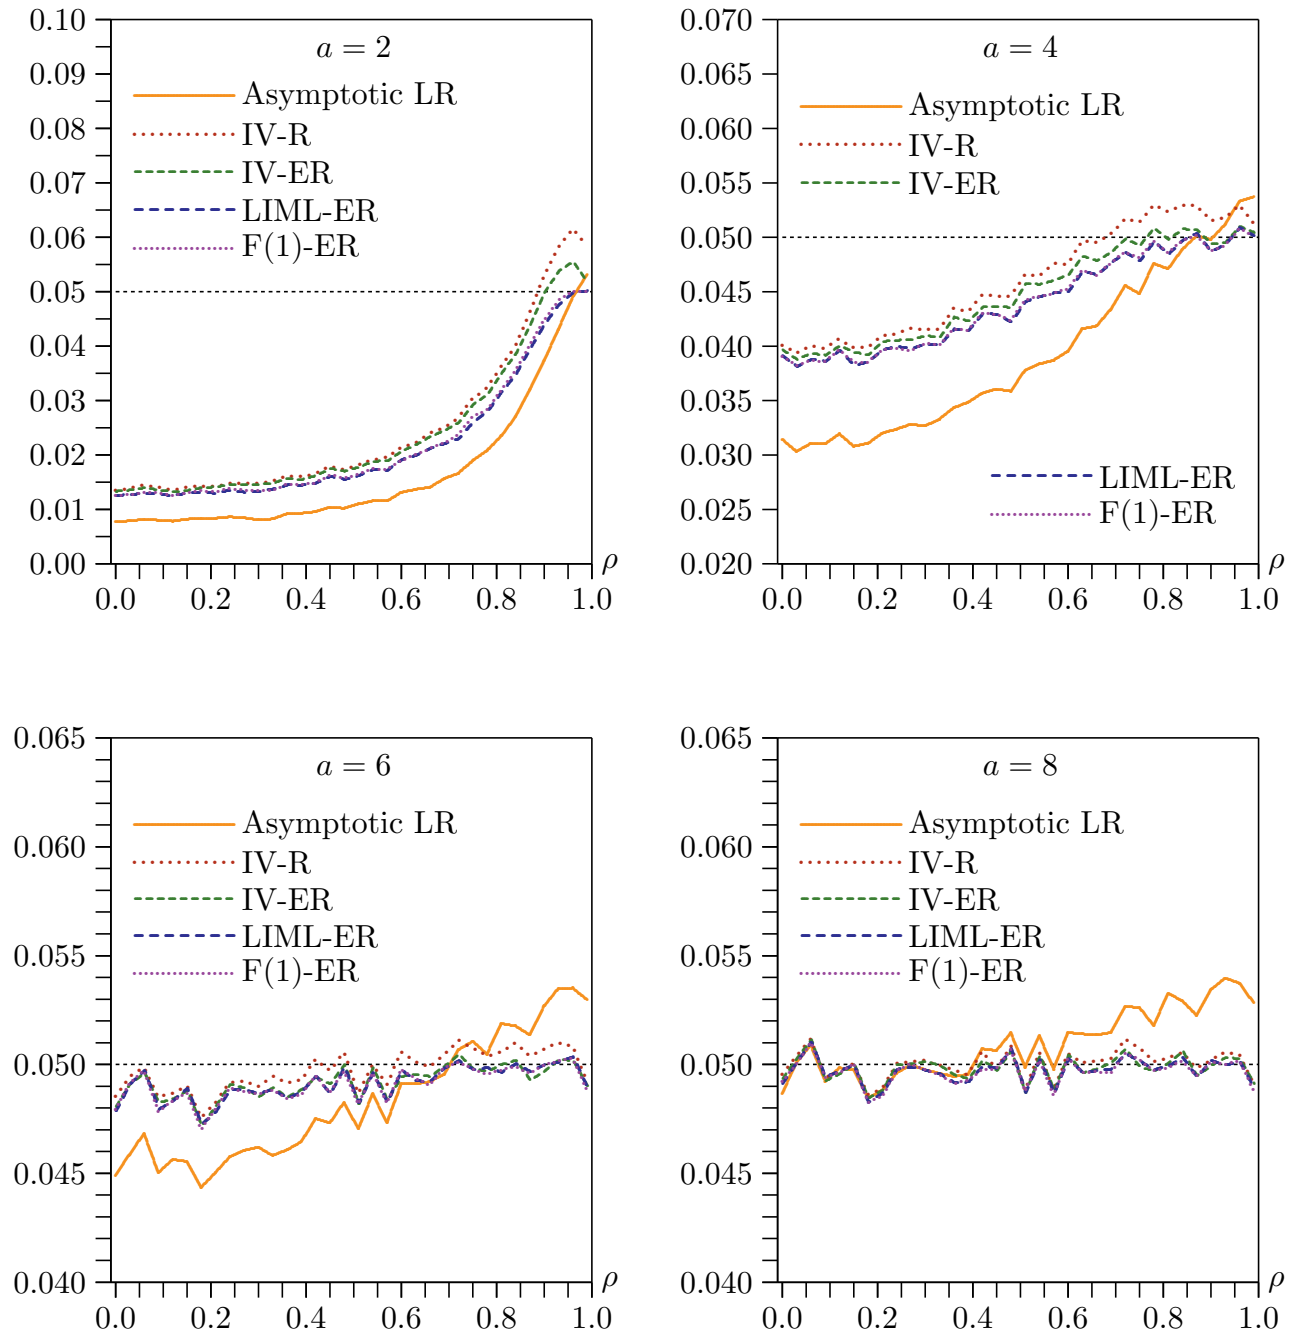 a = 2
0.10
0.09
0.08
0.07
0.06
0.05
0.04
0.03
0.02
0.01
0.00
Asymptotic LR
IV-R
IV-ER
LIML-ER
F(1)-ER
0.0 0.2 0.4 0.6 0.8 1.0
ρ
a = 4
0.070
0.065
0.060
0.055
0.050
0.045
0.040
0.035
0.030
0.025
0.020
Asymptotic LR
IV-R
IV-ER
LIML-ER
F(1)-ER
0.0 0.2 0.4 0.6 0.8 1.0
ρ
a = 6
0.065
0.060
0.055
0.050
0.045
0.040
Asymptotic LR
IV-R
IV-ER
LIML-ER
F(1)-ER
0.0 0.2 0.4 0.6 0.8 1.0
ρ
a = 8
0.065
0.060
0.055
0.050
0.045
0.040
Asymptotic LR
IV-R
IV-ER
LIML-ER
F(1)-ER
0.0 0.2 0.4 0.6 0.8 1.0
ρ